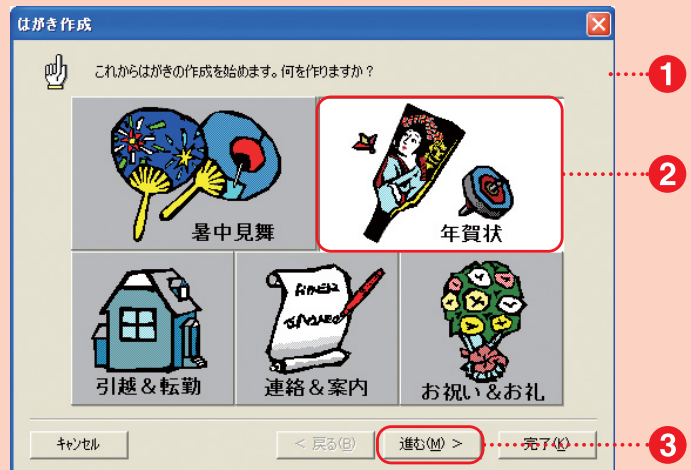 はがき作成
これからはがきの作成を始めます。何を作りますか？
1
2
暑中見舞
年賀状
引越＆転勤
連絡＆案内
お祝い＆お礼
キャンセル
< 戻る(B)
進む(M) >
完了(K)
3